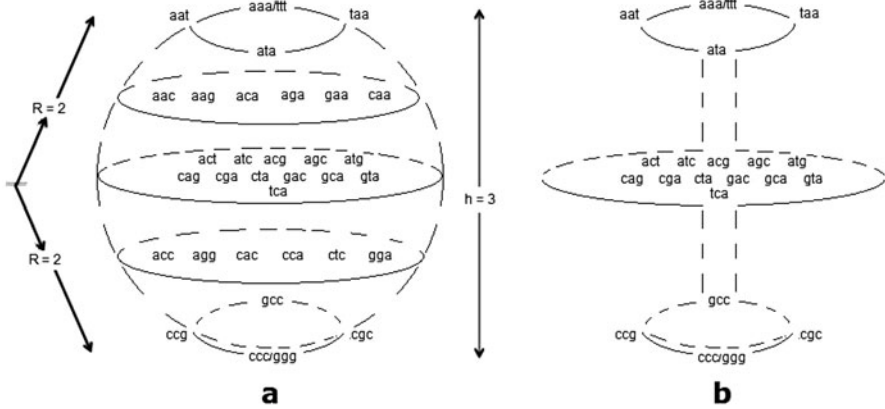 aaa/ttt
aat taa
ata
aac aag aca aga gaa caa
act atc acg agc atg
cag cga cta gac gca gta
tca
acc agg cac cca ctc gga
gcc
ccg cgc
ccc/ggg
R = 2
R = 2
h = 3
a
aaa/ttt
aat taa
ata
act atc acg agc atg
cag cga cta gac gca gta
tca
gcc
ccg cgc
ccc/ggg
b